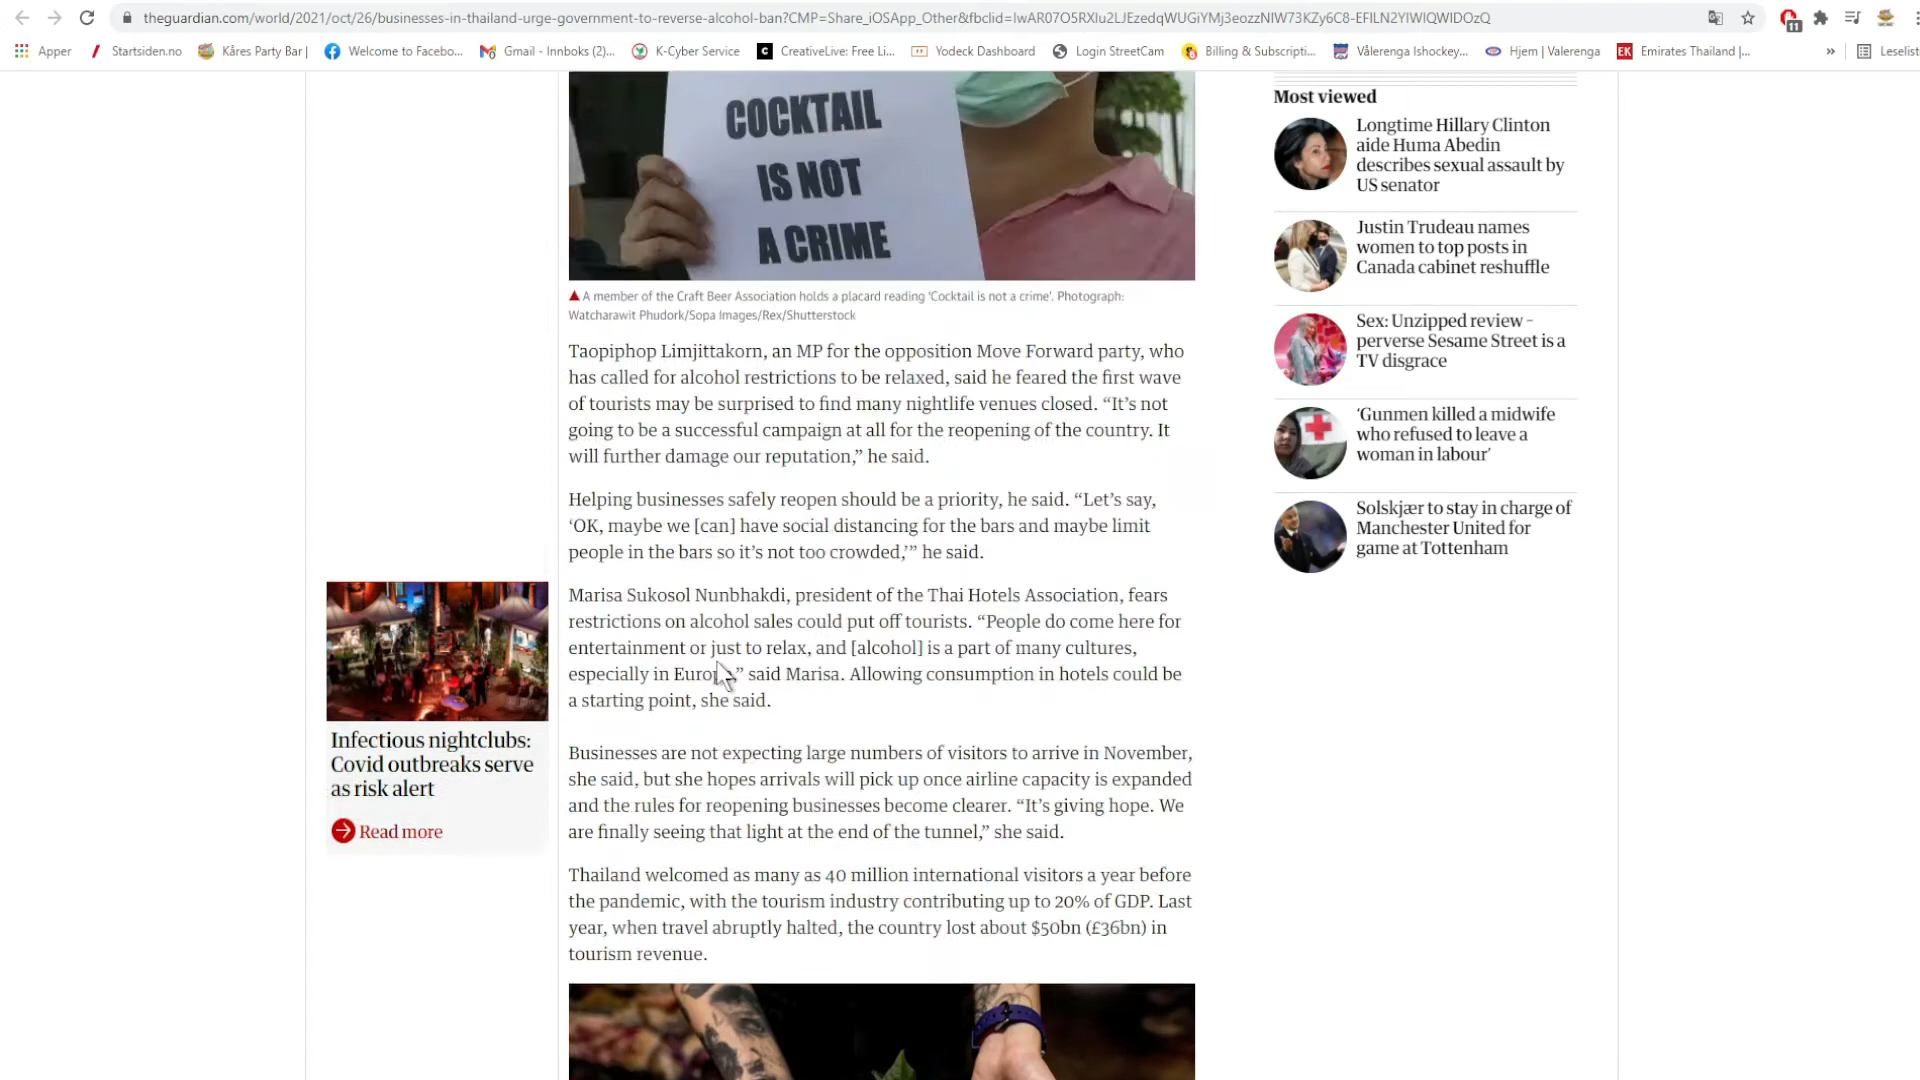 theguardian.com/world/2021/oct/26/businesses-in-thailand-urge-government-to-reverse-alcohol-ban?CMP=Share_iOSApp_Other&fbclid=IwAR07O5RXIu2LJEzedqWUGiYMj3eozzNIW73KZy6C8-EFILN2YIWIQWIDOzQ
11
Apper
Startsiden.no
Kåres Party Bar |
Welcome to Facebo...
Gmail - Innboks (2)...
K-Cyber Service
CreativeLive: Free Li...
Yodeck Dashboard
Login StreetCam
Billing & Subscripti...
Vålerenga Ishockey...
Hjem | Valerenga
EK Emirates Thailand |...
»
Leselist
COCKTAIL
IS NOT
A CRIME
A member of the Craft Beer Association holds a placard reading ‘Cocktail is not a crime’. Photograph:
Watcharawit Phudork/Sopa Images/Rex/Shutterstock
Taopiphop Limjittakorn, an MP for the opposition Move Forward party, who
has called for alcohol restrictions to be relaxed, said he feared the first wave
of tourists may be surprised to find many nightlife venues closed. “It’s not
going to be a successful campaign at all for the reopening of the country. It
will further damage our reputation,” he said.
Helping businesses safely reopen should be a priority, he said. “Let’s say,
‘OK, maybe we [can] have social distancing for the bars and maybe limit
people in the bars so it’s not too crowded,’” he said.
Marisa Sukosol Nunbhakdi, president of the Thai Hotels Association, fears
restrictions on alcohol sales could put off tourists. “People do come here for
entertainment or just to relax, and [alcohol] is a part of many cultures,
especially in Europe,” said Marisa. Allowing consumption in hotels could be
a starting point, she said.
Businesses are not expecting large numbers of visitors to arrive in November,
she said, but she hopes arrivals will pick up once airline capacity is expanded
and the rules for reopening businesses become clearer. “It’s giving hope. We
are finally seeing that light at the end of the tunnel,” she said.
Thailand welcomed as many as 40 million international visitors a year before
the pandemic, with the tourism industry contributing up to 20% of GDP. Last
year, when travel abruptly halted, the country lost about $50bn (£36bn) in
tourism revenue.
Infectious nightclubs:
Covid outbreaks serve
as risk alert
Read more
Most viewed
Longtime Hillary Clinton
aide Huma Abedin
describes sexual assault by
US senator
Justin Trudeau names
women to top posts in
Canada cabinet reshuffle
Sex: Unzipped review –
perverse Sesame Street is a
TV disgrace
‘Gunmen killed a midwife
who refused to leave a
woman in labour’
Solskjær to stay in charge of
Manchester United for
game at Tottenham